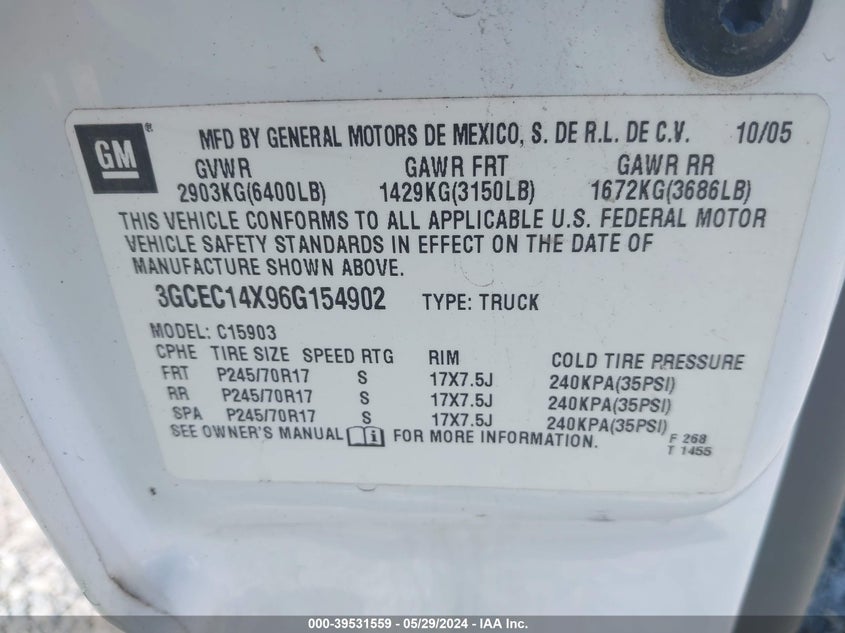 GM ® MFD BY GENERAL MOTORS DE MEXICO, S. DE R.L. DE C.V. 10/05
GVWR GAWR FRT GAWR RR
2903KG(6400LB) 1429KG(3150LB) 1672KG(3686LB)
THIS VEHICLE CONFORMS TO ALL APPLICABLE U.S. FEDERAL MOTOR
VEHICLE SAFETY STANDARDS IN EFFECT ON THE DATE OF
MANUFACTURE SHOWN ABOVE.
3GCEC14X96G154902 TYPE: TRUCK
MODEL: C15903
CPHE TIRE SIZE SPEED RTG RIM COLD TIRE PRESSURE
FRT P245/70R17 S 17X7.5J 240KPA(35PSI)
RR P245/70R17 S 17X7.5J 240KPA(35PSI)
SPA P245/70R17 S 17X7.5J 240KPA(35PSI)
SEE OWNER'S MANUAL FOR MORE INFORMATION. F 268
T 1455
000-39531559 | 05/29/2024 | © IAA Inc.